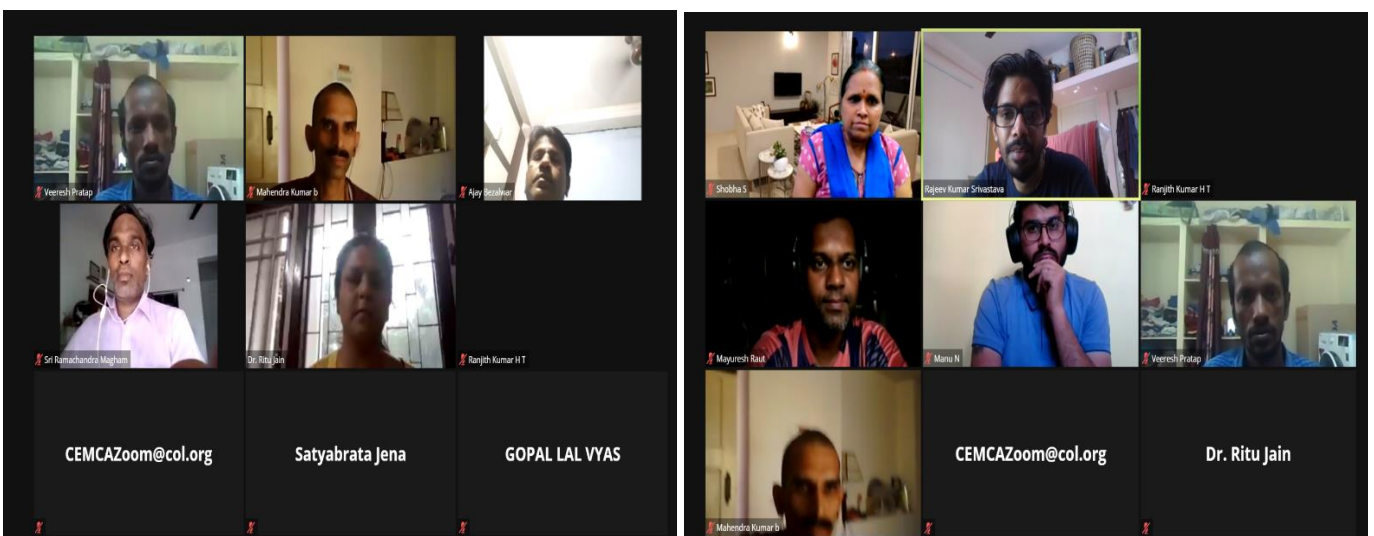 Veeresh Pratap
Mahendra Kumar b
Ajay Bezalwar
Sri Ramachandra Magham
Dr. Ritu Jain
Ranjith Kumar H T
CEMCAZoom@col.org
Satyabrata Jena
GOPAL LAL VYAS
Shobha S
Rajeev Kumar Srivastava
Ranjith Kumar H T
Mayuresh Raut
Manu N
Veeresh Pratap
Mahendra Kumar b
CEMCAZoom@col.org
Dr. Ritu Jain